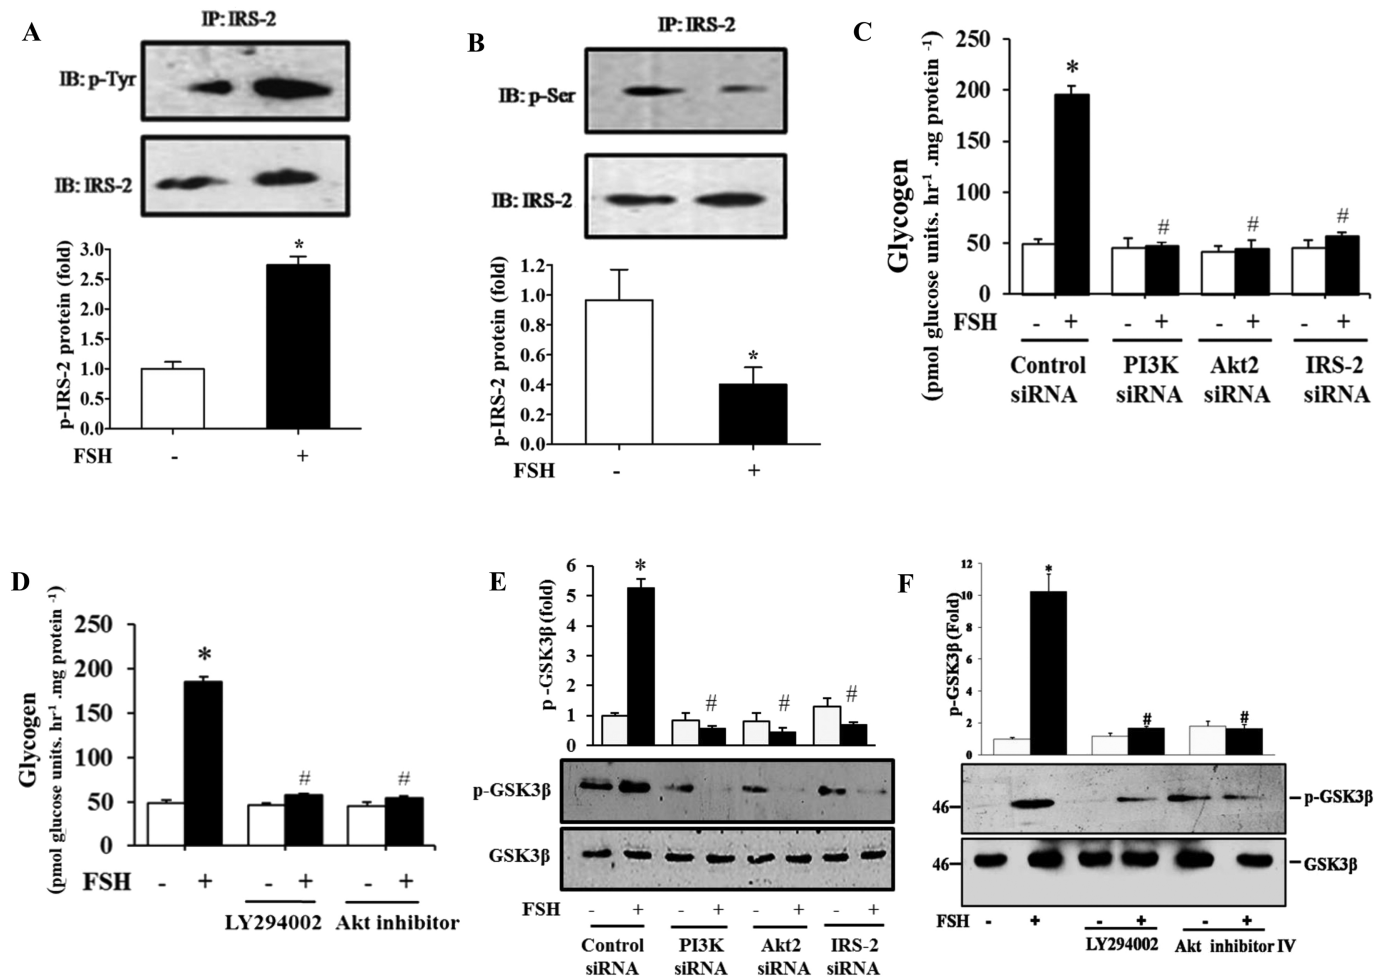 A
IP: IRS-2
IB: p-Tyr
IB: IRS-2
p-IRS-2 protein (fold)
3.0
2.5
2.0
1.5
1.0
0.5
0.0
*
FSH - +
B
IP: IRS-2
IB: p-Ser
IB: IRS-2
p-IRS-2 protein (fold)
1.2
1.0
0.8
0.6
0.4
0.2
0.0
*
FSH - +
C
Glycogen
(pmol glucose units. hr-1 .mg protein -1)
250
200
150
100
50
0
* # # #
FSH - + - + - + - +
Control PI3K Akt2 IRS-2
siRNA siRNA siRNA siRNA
D
Glycogen
(pmol glucose units. hr-1 .mg protein -1)
250
200
150
100
50
0
* # #
FSH - + - + - +
LY294002 Akt inhibitor
E
p -GSK3β (fold)
6
5
4
3
2
1
0
* # # #
p-GSK3β
GSK3β
FSH - + - + - + - +
Control PI3K Akt2 IRS-2
siRNA siRNA siRNA siRNA
F
p-GSK3β (Fold)
12
10
8
6
4
2
0
* # #
46 p-GSK3β
46 GSK3β
FSH - + - + - +
LY294002 Akt inhibitor IV